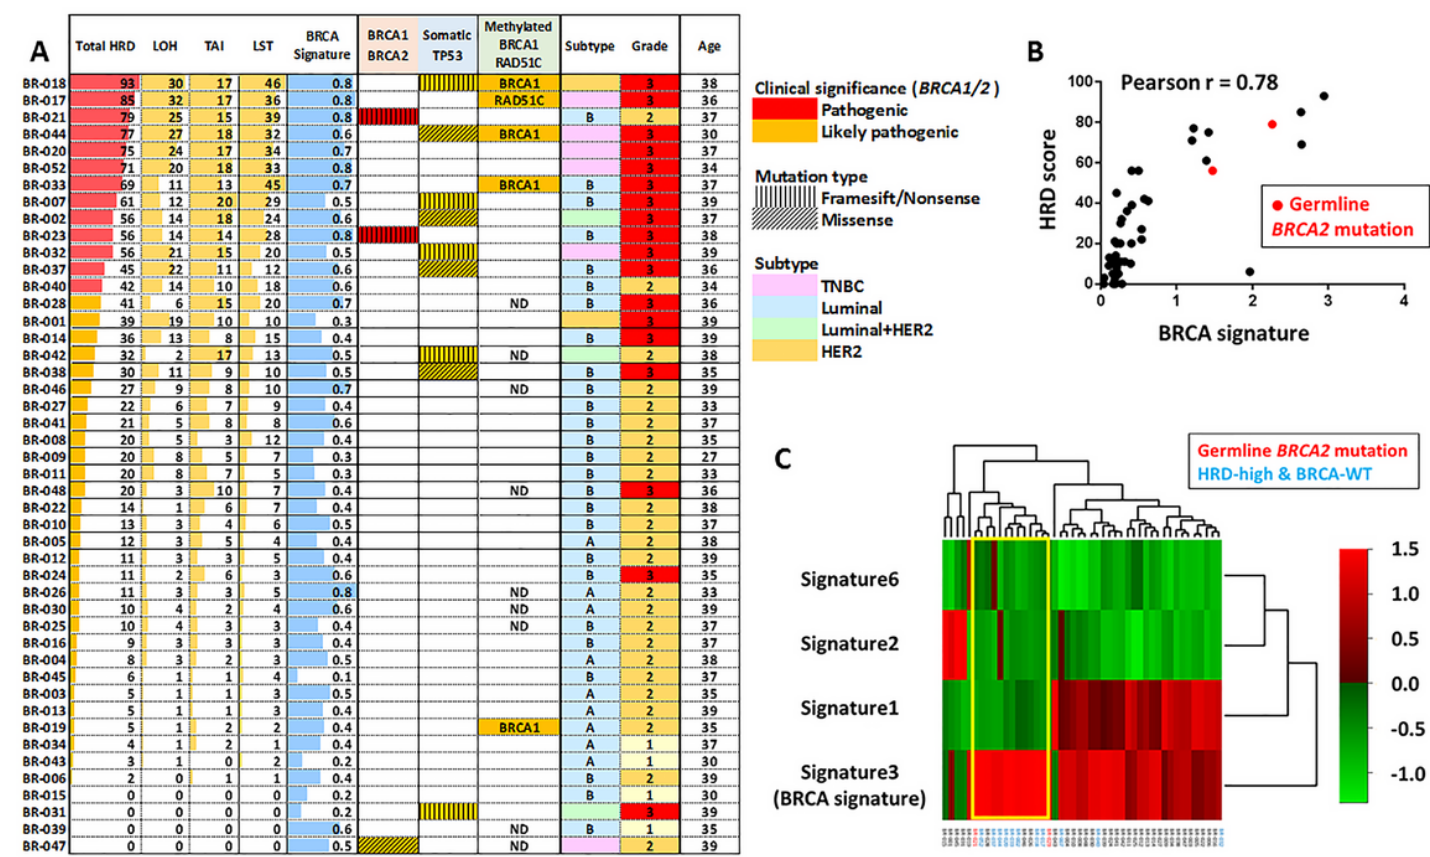 A
Total HRD LOH TAI LST BRCA Signature BRCA1 BRCA2 Somatic TP53 Methylated BRCA1 RAD51C Subtype Grade Age
BR-018 93 30 17 46 0.8 BRCA1 3 38
BR-017 85 32 17 36 0.8 RAD51C 3 36
BR-021 79 25 15 39 0.8 B 2 37
BR-044 77 27 18 32 0.6 BRCA1 3 30
BR-020 75 24 17 34 0.7 3 37
BR-052 71 20 18 33 0.8 3 34
BR-033 69 11 13 45 0.7 BRCA1 B 3 37
BR-007 61 12 20 29 0.5 B 3 39
BR-002 56 14 18 24 0.6 3 37
BR-023 56 14 14 28 0.8 B 3 38
BR-032 56 21 15 20 0.5 3 39
BR-037 45 22 11 12 0.6 B 3 36
BR-040 42 14 10 18 0.6 B 2 34
BR-028 41 6 15 20 0.7 ND B 3 36
BR-001 39 19 10 10 0.3 3 39
BR-014 36 13 8 15 0.4 B 3 39
BR-042 32 2 17 13 0.5 ND 2 38
BR-038 30 11 9 10 0.5 B 3 35
BR-046 27 9 8 10 0.7 ND B 2 39
BR-027 22 6 7 9 0.4 B 2 33
BR-041 21 5 8 8 0.6 B 2 37
BR-008 20 5 3 12 0.4 B 2 35
BR-009 20 8 5 7 0.3 B 2 27
BR-011 20 8 7 5 0.3 B 2 33
BR-048 20 3 10 7 0.4 ND B 3 36
BR-022 14 1 6 7 0.4 B 2 38
BR-010 13 3 4 6 0.5 B 2 37
BR-005 12 3 5 4 0.4 A 2 38
BR-012 11 3 3 5 0.4 B 2 39
BR-024 11 2 6 3 0.6 B 3 35
BR-026 11 3 3 5 0.8 ND A 2 33
BR-030 10 4 2 4 0.6 ND A 2 39
BR-025 10 4 3 3 0.6 ND B 2 37
BR-016 9 3 3 3 0.4 B 2 37
BR-004 8 3 2 3 0.5 A 2 38
BR-045 6 1 1 4 0.1 B 2 37
BR-003 5 1 1 3 0.5 A 2 35
BR-013 5 1 1 3 0.4 A 2 39
BR-019 5 1 2 2 0.4 BRCA1 A 2 35
BR-034 4 1 2 1 0.4 A 1 37
BR-043 3 1 0 2 0.2 A 1 30
BR-006 2 0 1 1 0.4 B 2 39
BR-015 0 0 0 0 0.2 B 1 30
BR-031 0 0 0 0 0.2 3 39
BR-039 0 0 0 0 0.6 ND B 1 35
BR-047 0 0 0 0 0.5 ND 2 39
Clinical significance (BRCA1/2 )
Pathogenic
Likely pathogenic
Mutation type
Framesift/Nonsense
Missense
Subtype
TNBC
Luminal
Luminal+HER2
HER2
B
Pearson r = 0.78
HRD score
100
80
60
40
20
0
0 1 2 3 4
BRCA signature
Germline
BRCA2 mutation
C
Germline BRCA2 mutation
HRD-high & BRCA-WT
Signature6
Signature2
Signature1
Signature3
(BRCA signature)
1.5
1.0
0.5
0.0
-0.5
-1.0